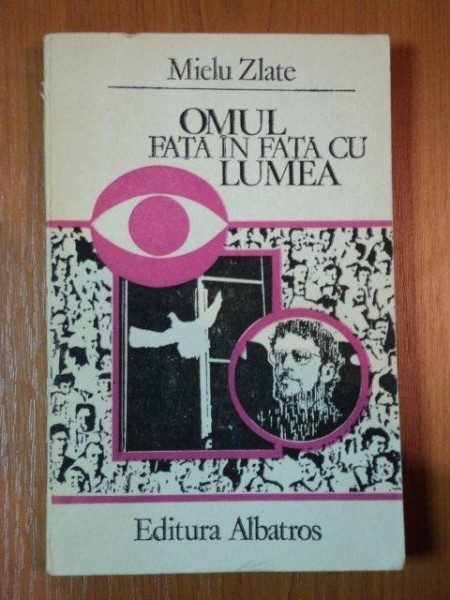 Mielu Zlate
OMUL
FAȚĂ ÎN FAȚĂ CU
LUMEA
Editura Albatros